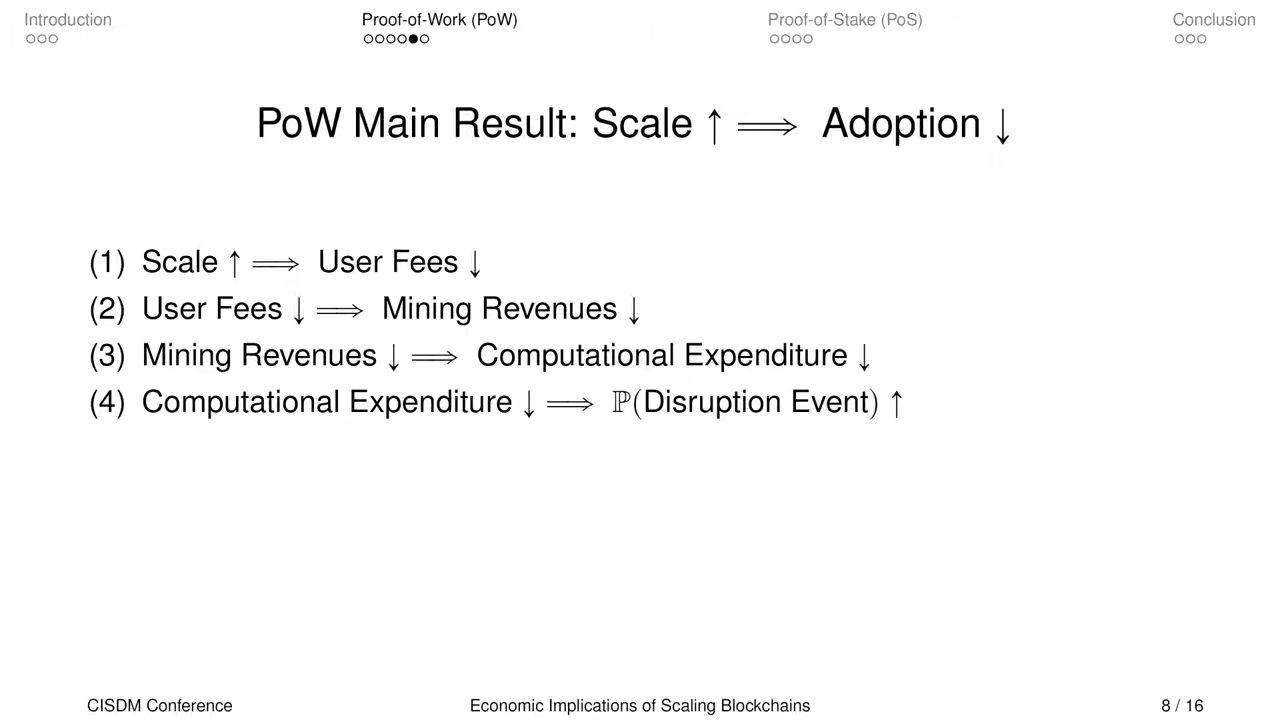 Introduction Proof-of-Work (PoW) Proof-of-Stake (PoS) Conclusion
PoW Main Result: Scale ↑ ⟹ Adoption ↓
(1) Scale ↑ ⟹ User Fees ↓
(2) User Fees ↓ ⟹ Mining Revenues ↓
(3) Mining Revenues ↓ ⟹ Computational Expenditure ↓
(4) Computational Expenditure ↓ ⟹ ℙ(Disruption Event) ↑
CISDM Conference Economic Implications of Scaling Blockchains 8 / 16